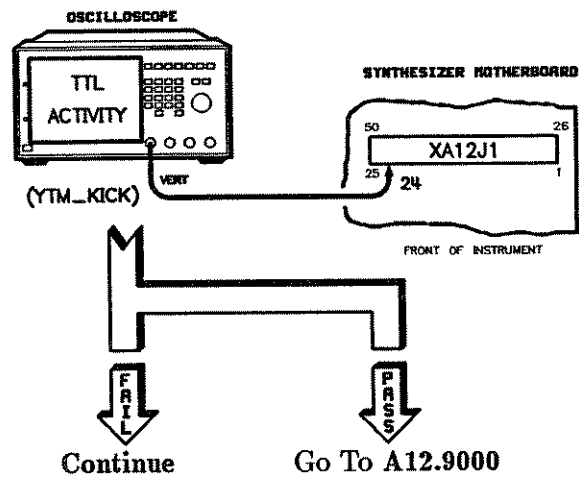 OSCILLOSCOPE
TTL
ACTIVITY
VERT
(YTM_KICK)
SYNTHESIZER MOTHERBOARD
50
26
XA12J1
25
24
1
FRONT OF INSTRUMENT
FAIL
PASS
Continue
Go To A12.9000